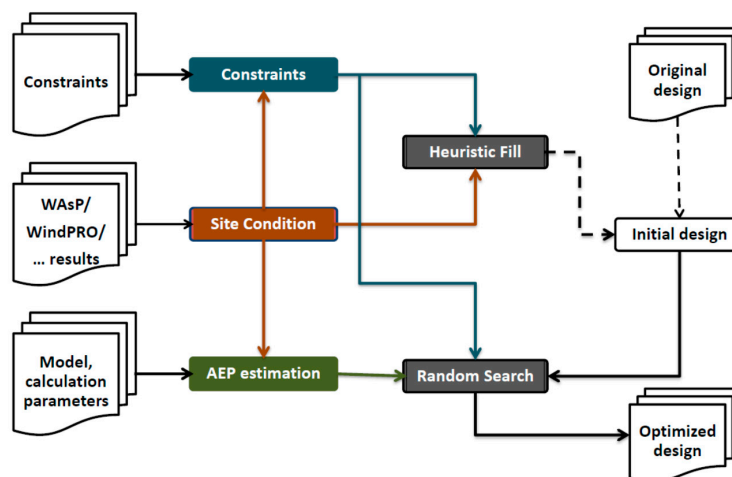 Constraints
Constraints
Original
design
Heuristic Fill
WAsP/
WindPRO/
... results
Site Condition
Initial design
Model,
calculation
parameters
AEP estimation
Random Search
Optimized
design